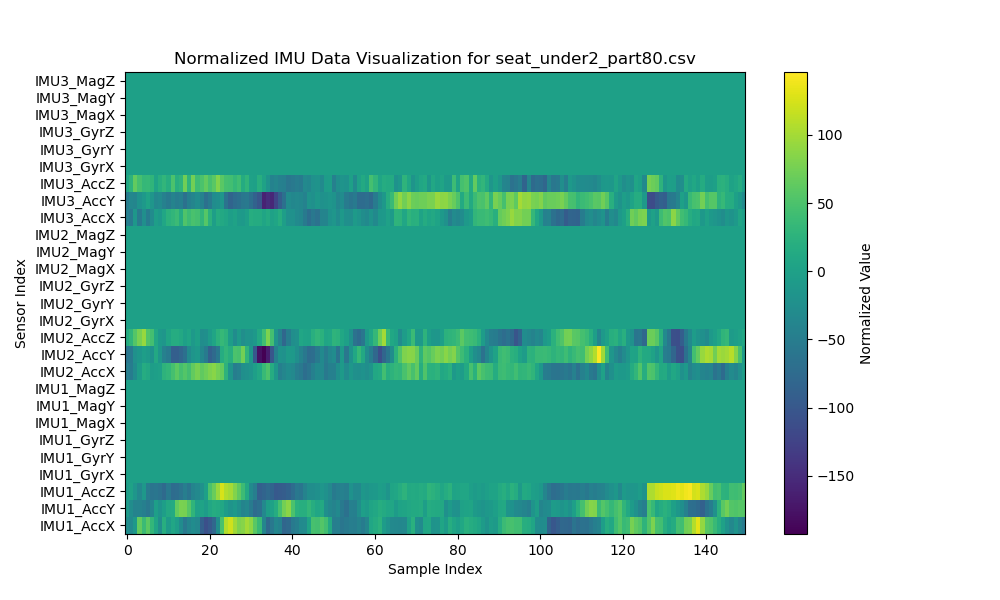 Normalized IMU Data Visualization for seat_under2_part80.csv
IMU3_MagZ
IMU3_MagY
IMU3_MagX
IMU3_GyrZ
IMU3_GyrY
IMU3_GyrX
IMU3_AccZ
IMU3_AccY
IMU3_AccX
IMU2_MagZ
IMU2_MagY
IMU2_MagX
IMU2_GyrZ
IMU2_GyrY
IMU2_GyrX
IMU2_AccZ
IMU2_AccY
IMU2_AccX
IMU1_MagZ
IMU1_MagY
IMU1_MagX
IMU1_GyrZ
IMU1_GyrY
IMU1_GyrX
IMU1_AccZ
IMU1_AccY
IMU1_AccX
Sensor Index
0 20 40 60 80 100 120 140
Sample Index
100
50
0
−50
−100
−150
Normalized Value